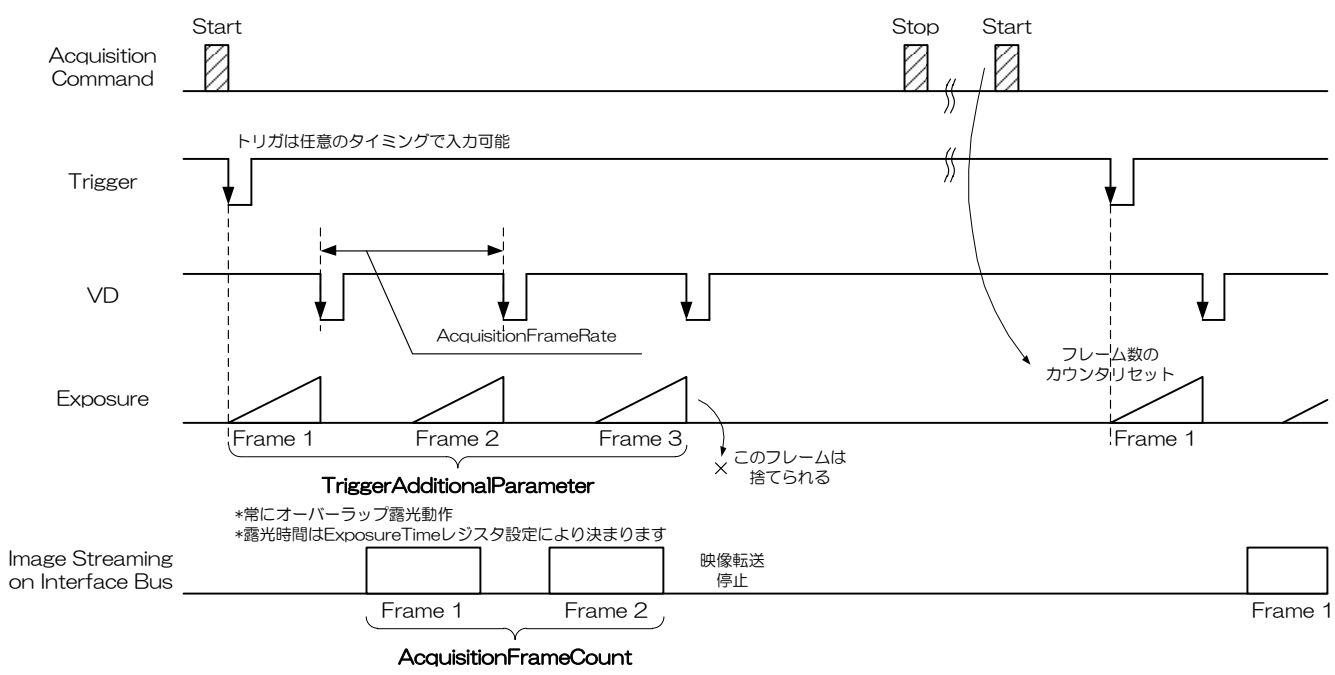 Start
Stop
Start
Acquisition
Command
トリガは任意のタイミングで入力可能
Trigger
VD
AcquisitionFrameRate
フレーム数の
カウンタリセット
Exposure
Frame 1
Frame 2
Frame 3
Frame 1
このフレームは
捨てられる
TriggerAdditionalParameter
*常にオーバーラップ露光動作
*露光時間はExposureTimeレジスタ設定により決まります
Image Streaming
on Interface Bus
映像転送
停止
Frame 1
Frame 2
Frame 1
AcquisitionFrameCount